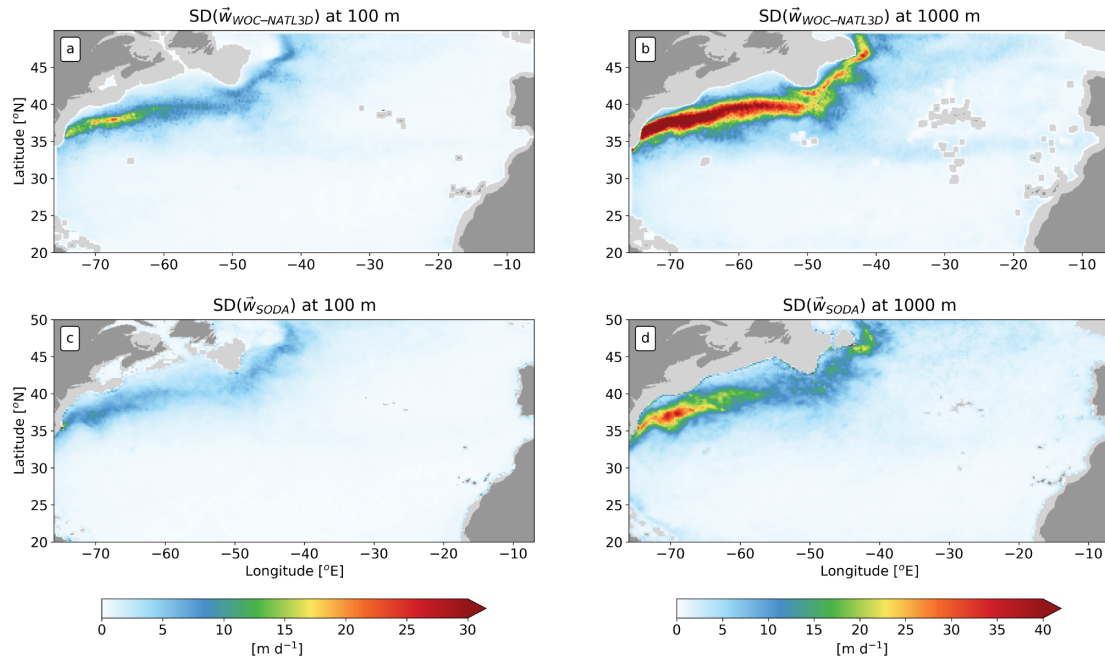 SD(w⃗WOC−NATL3D) at 100 m
SD(w⃗WOC−NATL3D) at 1000 m
a
b
Latitude [°N]
45
40
35
30
25
20
45
40
35
30
25
20
−70 −60 −50 −40 −30 −20 −10
−70 −60 −50 −40 −30 −20 −10
SD(w⃗SODA) at 100 m
SD(w⃗SODA) at 1000 m
c
d
Latitude [°N]
50
45
40
35
30
25
20
50
45
40
35
30
25
20
−70 −60 −50 −40 −30 −20 −10
−70 −60 −50 −40 −30 −20 −10
Longitude [°E]
Longitude [°E]
0 5 10 15 20 25 30
0 5 10 15 20 25 30 35 40
[m d⁻¹]
[m d⁻¹]